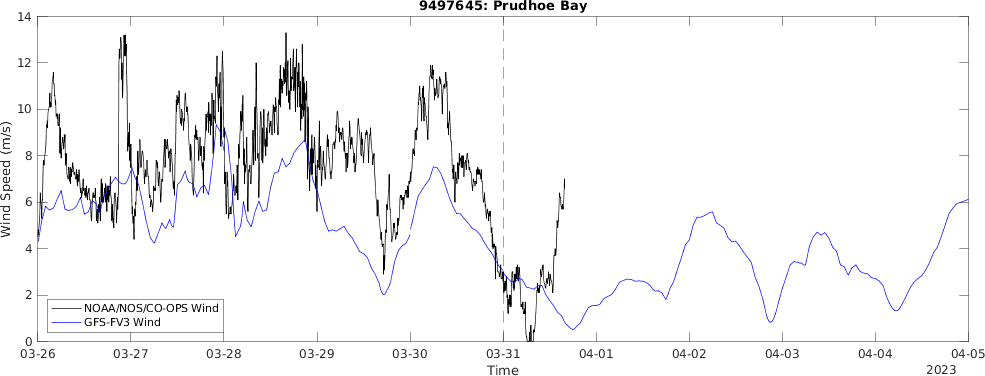 9497645: Prudhoe Bay
14
12
10
8
6
4
2
0
Wind Speed (m/s)
NOAA/NOS/CO-OPS Wind
GFS-FV3 Wind
03-26 03-27 03-28 03-29 03-30 03-31 04-01 04-02 04-03 04-04 04-05
Time
2023